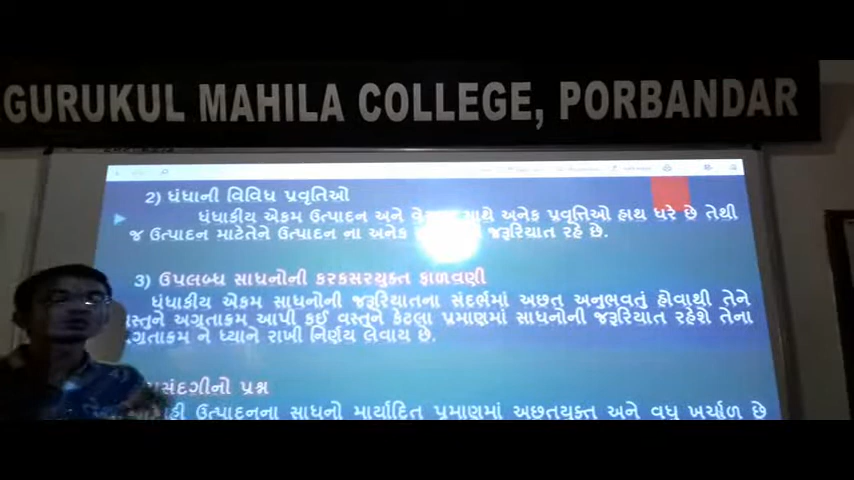 GURUKUL MAHILA COLLEGE, PORBANDAR
2) ધંધાની વિવિધ પ્રવૃતિઓ
ધંધાકીય એકમ ઉત્પાદન અને સાથે અનેક પ્રવૃત્તિઓ હાથ ધરે છે તેથી
જ ઉત્પાદન માટેતેને ઉત્પાદન ના અનેક જરૂરિયાત રહે છે.
3) ઉપલબ્ધ સાધનોની કરકસરયુક્ત ફાળવણી
ધંધાકીય એકમ સાધનોની જરૂરિયાતના સંદર્ભમાં અછત અનુભવતું હોવાથી તેને
વસ્તુને અગ્રતાક્રમ આપી કઈ વસ્તુને કેટલા પ્રમાણમાં સાધનોની જરૂરિયાત રહેશે તેના
અગ્રતાક્રમ ને ધ્યાને રાખી નિર્ણય લેવાય છે.
પસંદગીનો પ્રશ્ન
ઉત્પાદનના સાધનો માર્યાદિત પ્રમાણમાં અછતયુક્ત અને વધુ ખર્ચાળ છે